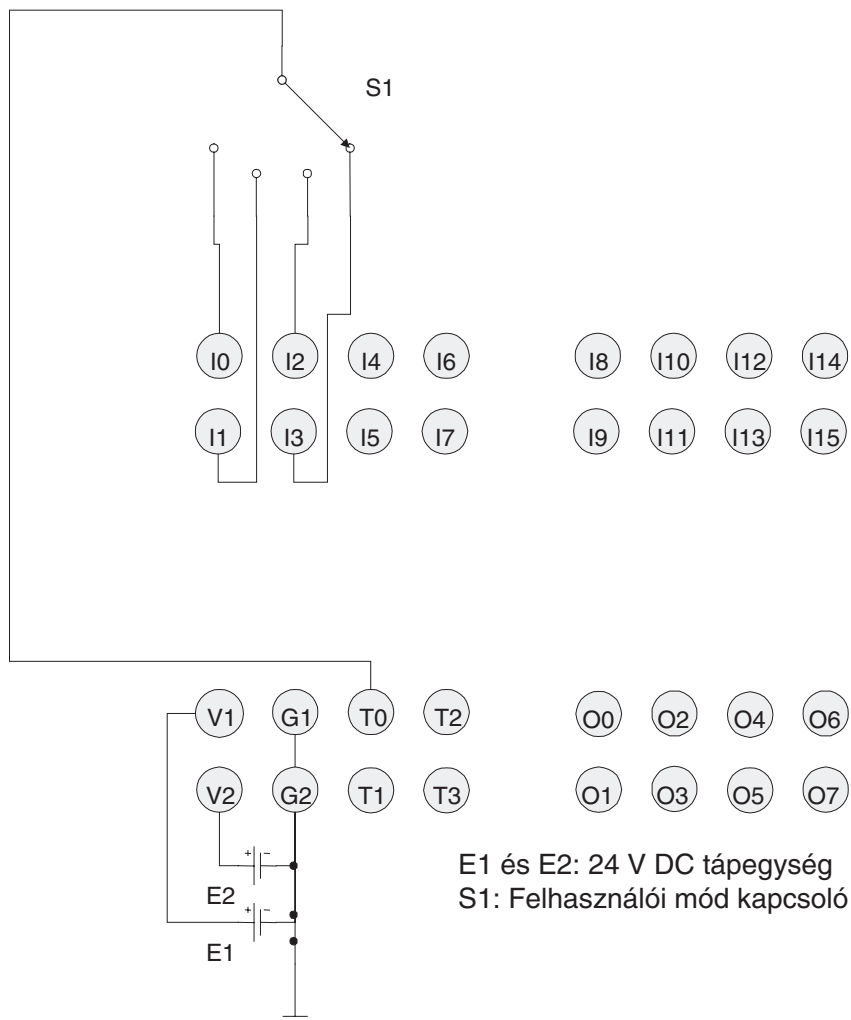 S1
I0 I2 I4 I6 I8 I10 I12 I14
I1 I3 I5 I7 I9 I11 I13 I15
V1 G1 T0 T2 O0 O2 O4 O6
V2 G2 T1 T3 O1 O3 O5 O7
+ −
E2
+ −
E1
E1 és E2: 24 V DC tápegység
S1: Felhasználói mód kapcsoló